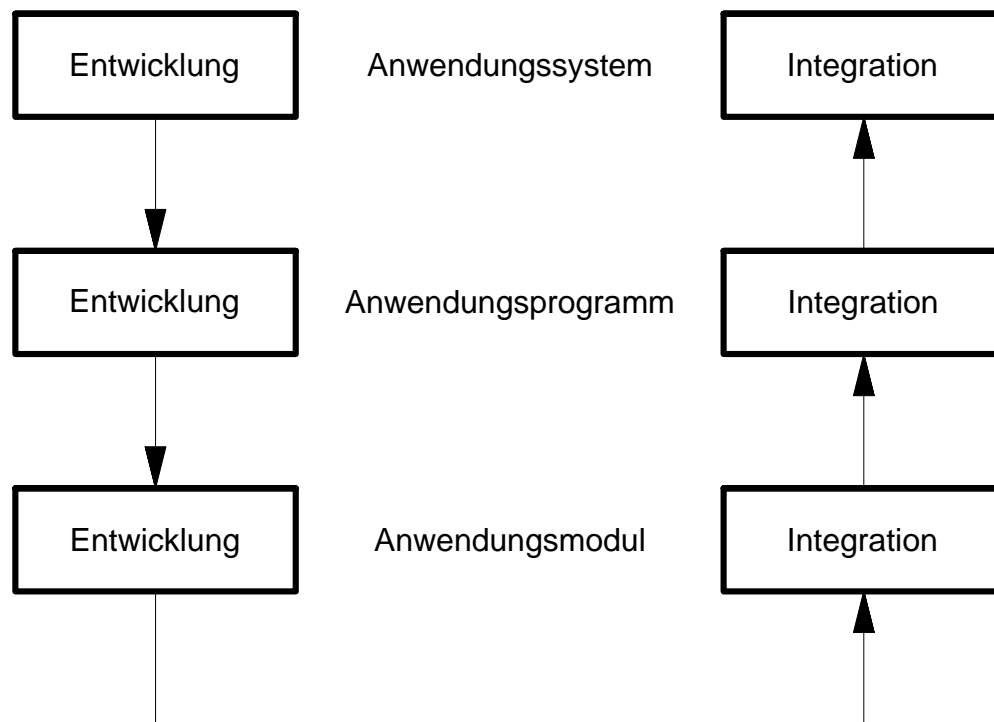 Entwicklung Anwendungssystem Integration
Entwicklung Anwendungsprogramm Integration
Entwicklung Anwendungsmodul Integration